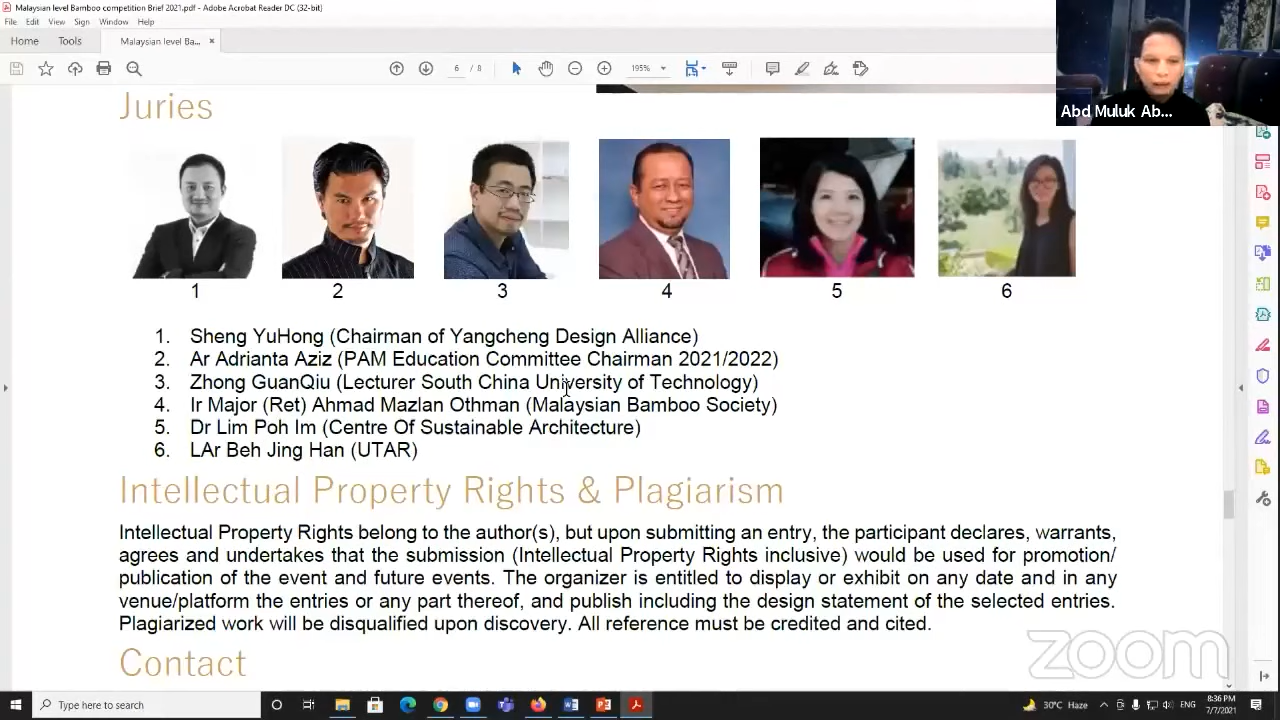 Malaysian level Bamboo competition Brief 2021.pdf - Adobe Acrobat Reader DC (32-bit)
File Edit View Sign Window Help
Home Tools Malaysian level Ba... ×
6 / 8 195%
Abd Muluk Ab...
Juries
1 2 3 4 5 6
1. Sheng YuHong (Chairman of Yangcheng Design Alliance)
2. Ar Adrianta Aziz (PAM Education Committee Chairman 2021/2022)
3. Zhong GuanQiu (Lecturer South China University of Technology)
4. Ir Major (Ret) Ahmad Mazlan Othman (Malaysian Bamboo Society)
5. Dr Lim Poh Im (Centre Of Sustainable Architecture)
6. LAr Beh Jing Han (UTAR)
Intellectual Property Rights & Plagiarism
Intellectual Property Rights belong to the author(s), but upon submitting an entry, the participant declares, warrants,
agrees and undertakes that the submission (Intellectual Property Rights inclusive) would be used for promotion/
publication of the event and future events. The organizer is entitled to display or exhibit on any date and in any
venue/platform the entries or any part thereof, and publish including the design statement of the selected entries.
Plagiarized work will be disqualified upon discovery. All reference must be credited and cited.
Contact
zoom
Type here to search
30°C Haze
ENG
8:36 PM
7/7/2021